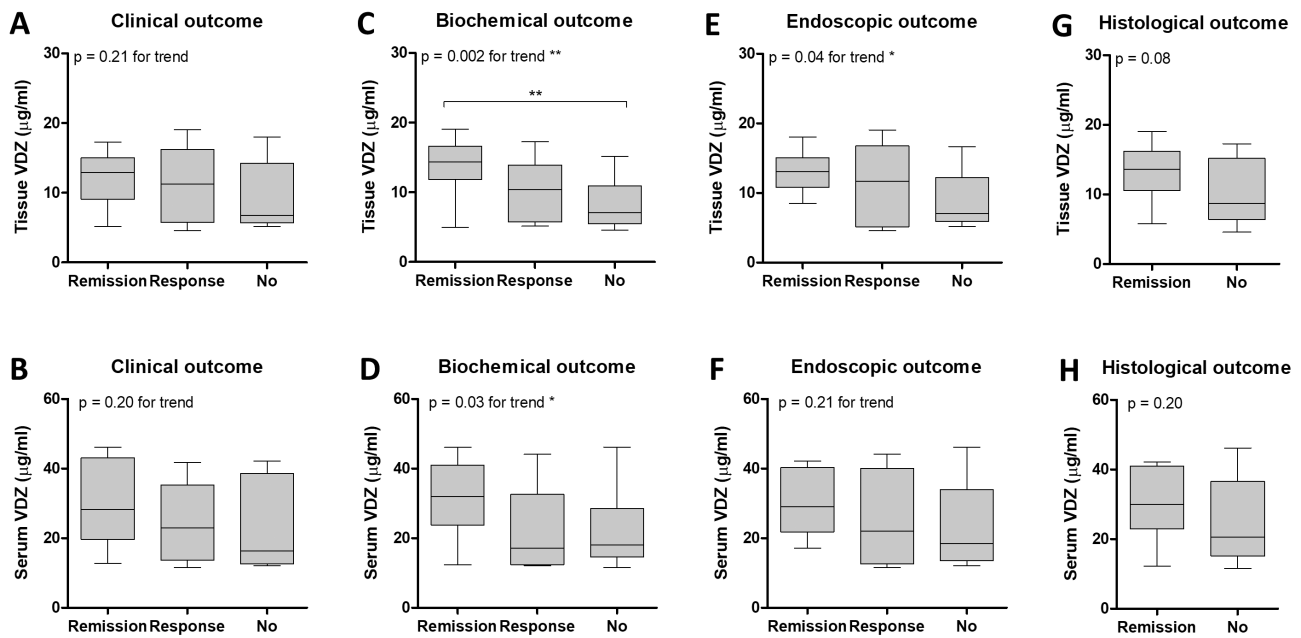 A Clinical outcome
p = 0.21 for trend
Tissue VDZ (µg/ml)
30
20
10
0
Remission Response No
C Biochemical outcome
p = 0.002 for trend **
**
Tissue VDZ (µg/ml)
30
20
10
0
Remission Response No
E Endoscopic outcome
p = 0.04 for trend *
Tissue VDZ (µg/ml)
30
20
10
0
Remission Response No
G Histological outcome
p = 0.08
Tissue VDZ (µg/ml)
30
20
10
0
Remission No
B Clinical outcome
p = 0.20 for trend
Serum VDZ (µg/ml)
60
40
20
0
Remission Response No
D Biochemical outcome
p = 0.03 for trend *
Serum VDZ (µg/ml)
60
40
20
0
Remission Response No
F Endoscopic outcome
p = 0.21 for trend
Serum VDZ (µg/ml)
60
40
20
0
Remission Response No
H Histological outcome
p = 0.20
Serum VDZ (µg/ml)
60
40
20
0
Remission No